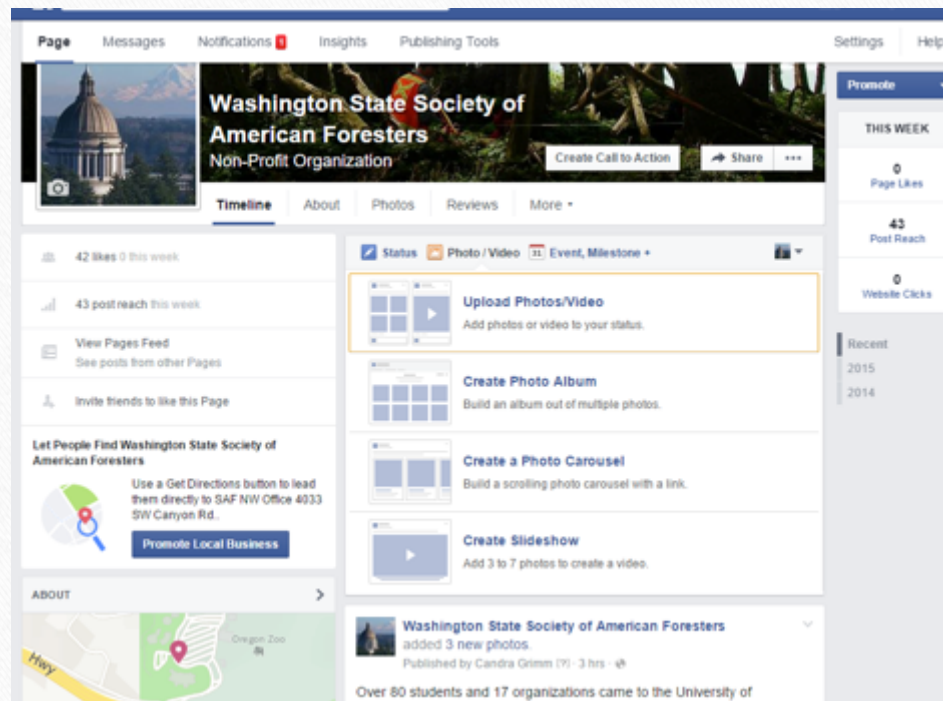 Page Messages Notifications 1 Insights Publishing Tools Settings Help
Washington State Society of
American Foresters
Non-Profit Organization
Create Call to Action Share
Timeline About Photos Reviews More
Promote
THIS WEEK
0
Page Likes
43
Post Reach
0
Website Clicks
Recent
2015
2014
42 likes 0 this week
43 post reach this week
View Pages Feed
See posts from other Pages
Invite friends to like this Page
Let People Find Washington State Society of
American Foresters
Use a Get Directions button to lead
them directly to SAF NW Office 4033
SW Canyon Rd..
Promote Local Business
ABOUT
Oregon Zoo
Hwy
Status Photo / Video 31 Event, Milestone +
Upload Photos/Video
Add photos or video to your status.
Create Photo Album
Build an album out of multiple photos.
Create a Photo Carousel
Build a scrolling photo carousel with a link.
Create Slideshow
Add 3 to 7 photos to create a video.
Washington State Society of American Foresters
added 3 new photos.
Published by Candra Grimm [?] · 3 hrs ·
Over 80 students and 17 organizations came to the University of